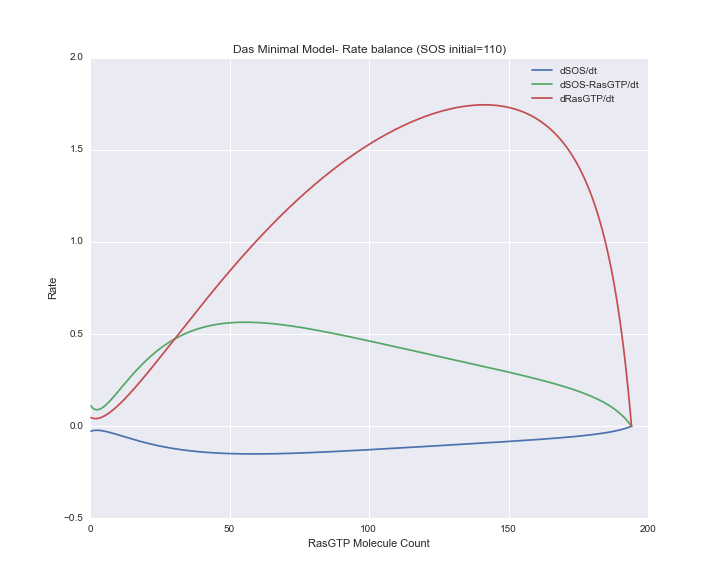 Das Minimal Model- Rate balance (SOS initial=110)
2.0
1.5
1.0
0.5
0.0
−0.5
Rate
dSOS/dt
dSOS-RasGTP/dt
dRasGTP/dt
0 50 100 150 200
RasGTP Molecule Count